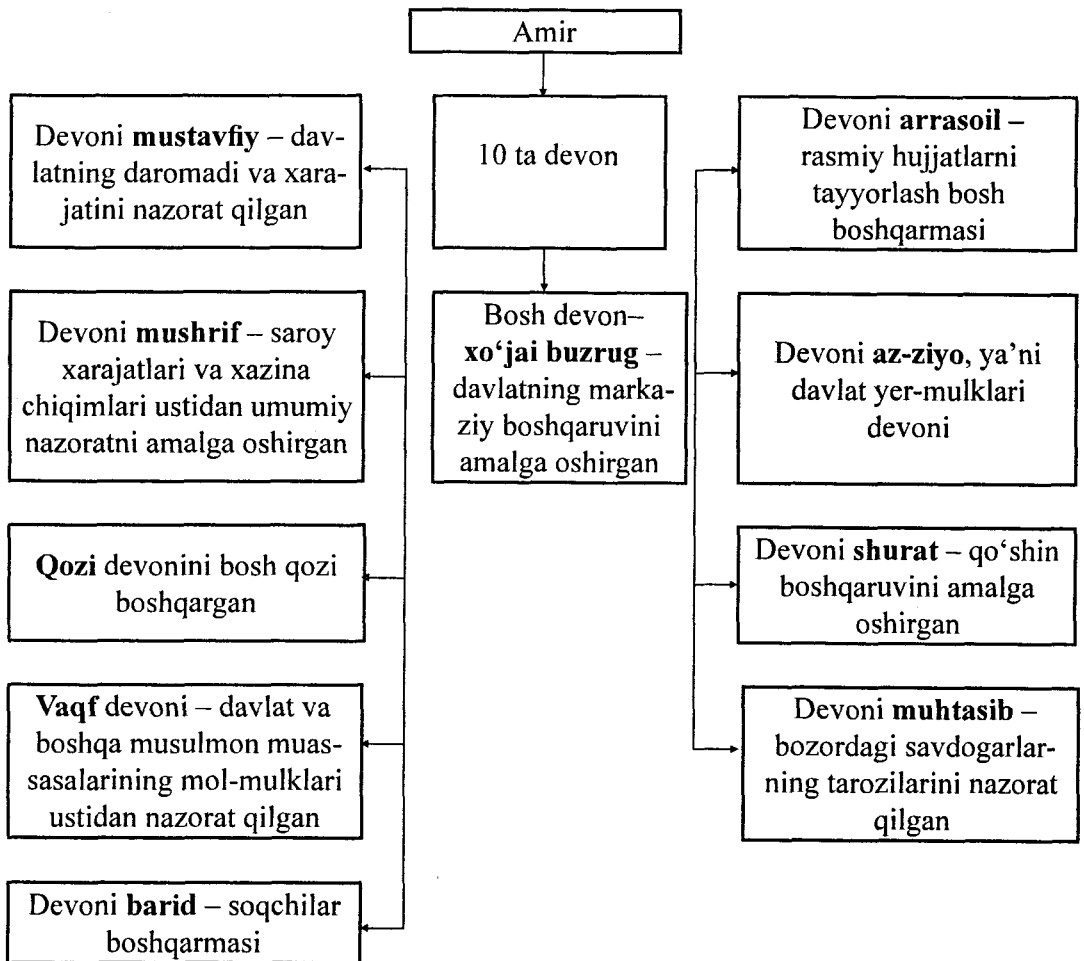 Amir
10 ta devon
Bosh devon–
xo‘jai buzrug –
davlatning marka-
ziy boshqaruvini
amalga oshirgan
Devoni mustavfiy – dav-
latning daromadi va xara-
jatini nazorat qilgan
Devoni mushrif – saroy
xarajatlari va xazina
chiqimlari ustidan umumiy
nazoratni amalga oshirgan
Qozi devonini bosh qozi
boshqargan
Vaqf devoni – davlat va
boshqa musulmon muas-
sasalarining mol-mulklari
ustidan nazorat qilgan
Devoni barid – soqchilar
boshqarmasi
Devoni arrasoil –
rasmiy hujjatlarni
tayyorlash bosh
boshqarmasi
Devoni az-ziyo, ya’ni
davlat yer-mulklari
devoni
Devoni shurat – qo‘shin
boshqaruvini amalga
oshirgan
Devoni muhtasib –
bozordagi savdogarlar-
ning tarozilarini nazorat
qilgan